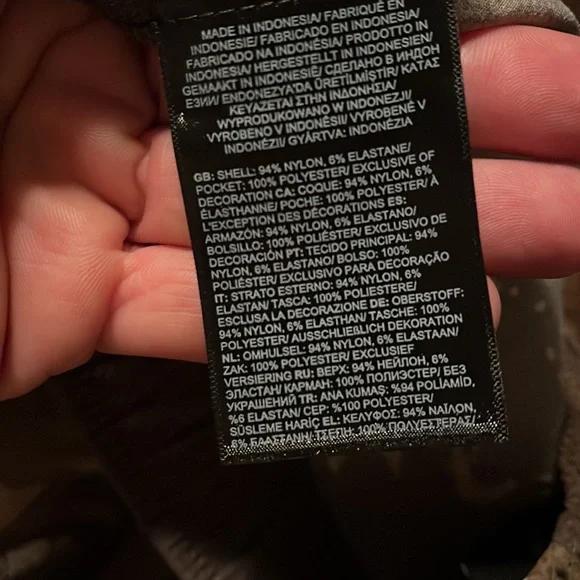 MADE IN INDONESIA/ FABRIQUÉ EN
INDONESIE/ FABRICADO EN INDONESIA/
FABRICADO NA INDONÉSIA/ PRODOTTO IN
INDONESIA/ HERGESTELLT IN INDONESIEN/
GEMAAKT IN INDONESIË/ СДЕЛАНО В ИНДОН
ЕЗИИ/ ENDONEZYA'DA ÜRETİLMİŞTİR/ ΚΑΤΑΣ
ΚΕΥΑΖΕΤΑΙ ΣΤΗΝ ΙΝΔΟΝΗΣΙΑ/
WYPRODUKOWANO W INDONEZJI/
VYROBENO V INDONÉSII/ VYROBENÉ V
INDONÉZII/ GYÁRTVA: INDONÉZIA
GB: SHELL: 94% NYLON, 6% ELASTANE/
POCKET: 100% POLYESTER/ EXCLUSIVE OF
DECORATION CA: COQUE: 94% NYLON, 6%
ÉLASTHANNE/ POCHE: 100% POLYESTER/ À
L'EXCEPTION DES DÉCORATIONS ES:
ARMAZÓN: 94% NYLON, 6% ELASTANO/
BOLSILLO: 100% POLIÉSTER/ EXCLUSIVO DE
DECORACIÓN PT: TECIDO PRINCIPAL: 94%
NYLON, 6% ELASTANO/ BOLSO: 100%
POLIÉSTER/ EXCLUSIVO PARA DECORAÇÃO
IT: STRATO ESTERNO: 94% NYLON, 6%
ELASTAN/ TASCA: 100% POLIESTERE/
ESCLUSA LA DECORAZIONE DE: OBERSTOFF:
94% NYLON, 6% ELASTHAN/ TASCHE: 100%
POLYESTER/ AUSSCHLIEßLICH DEKORATION
NL: OMHULSEL: 94% NYLON, 6% ELASTAAN/
ZAK: 100% POLYESTER/ EXCLUSIEF
VERSIERING RU: ВЕРХ: 94% НЕЙЛОН, 6%
ЭЛАСТАН/ КАРМАН: 100% ПОЛИЭСТЕР/ БЕЗ
УКРАШЕНИЙ TR: ANA KUMAŞ: %94 POLİAMİD,
%6 ELASTAN/ CEP: %100 POLYESTER/
SÜSLEME HARİÇ EL: ΚΕΛΥΦΟΣ: 94% ΝΑΪΛΟΝ,
6% ΕΛΑΣΤΑΝΗ/ ΤΣΕΠΗ: 100% ΠΟΛΥΕΣΤΕΡΑΣ/